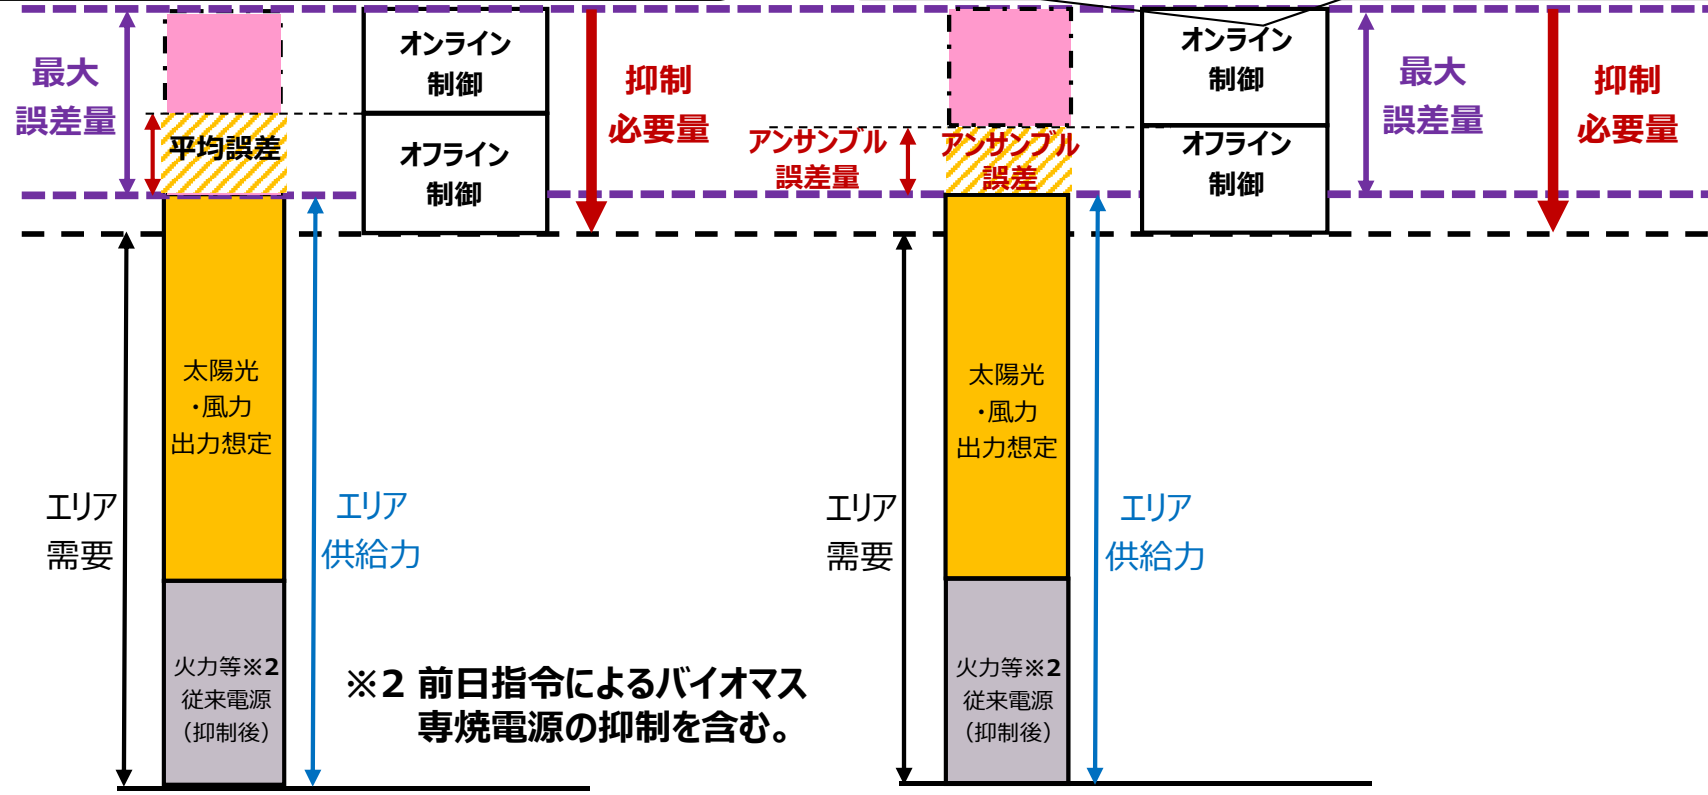 最大
誤差量
平均誤差
オンライン
制御
オフライン
制御
抑制
必要量
太陽光
・風力
出力想定
エリア
需要
エリア
供給力
火力等※2
従来電源
（抑制後）
※2 前日指令によるバイオマス
専焼電源の抑制を含む。
アンサンブル
誤差量
アンサンブル
誤差
オンライン
制御
オフライン
制御
最大
誤差量
抑制
必要量
太陽光
・風力
出力想定
エリア
需要
エリア
供給力
火力等※2
従来電源
（抑制後）